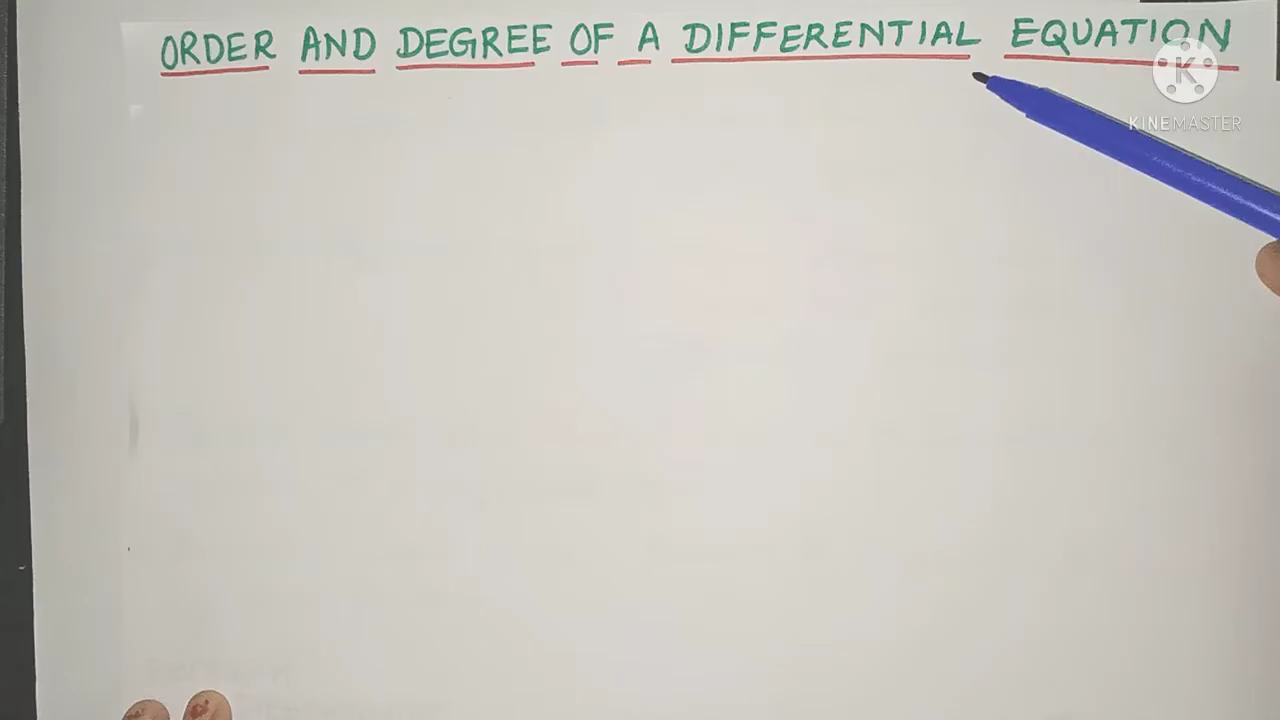 ORDER AND DEGREE OF A DIFFERENTIAL EQUATION
K
KINEMASTER